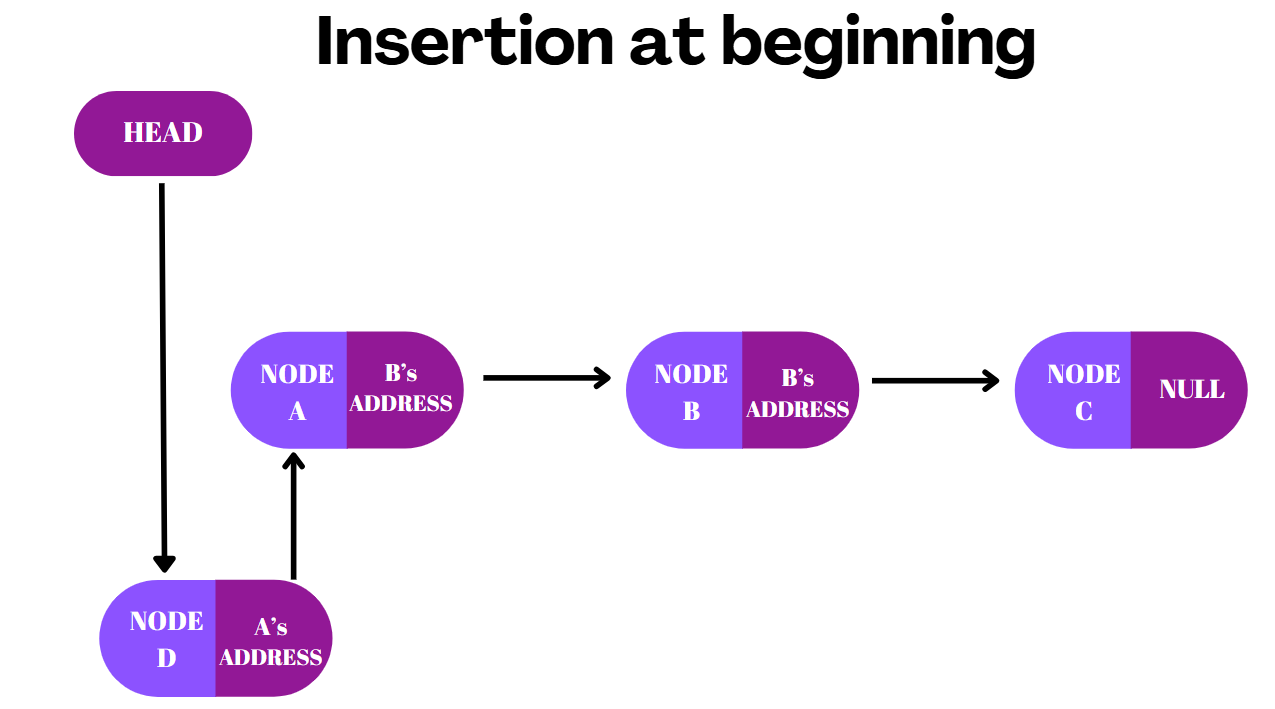 Insertion at beginning
HEAD
NODE
A
B’s
ADDRESS
NODE
B
B’s
ADDRESS
NODE
C
NULL
NODE
D
A’s
ADDRESS